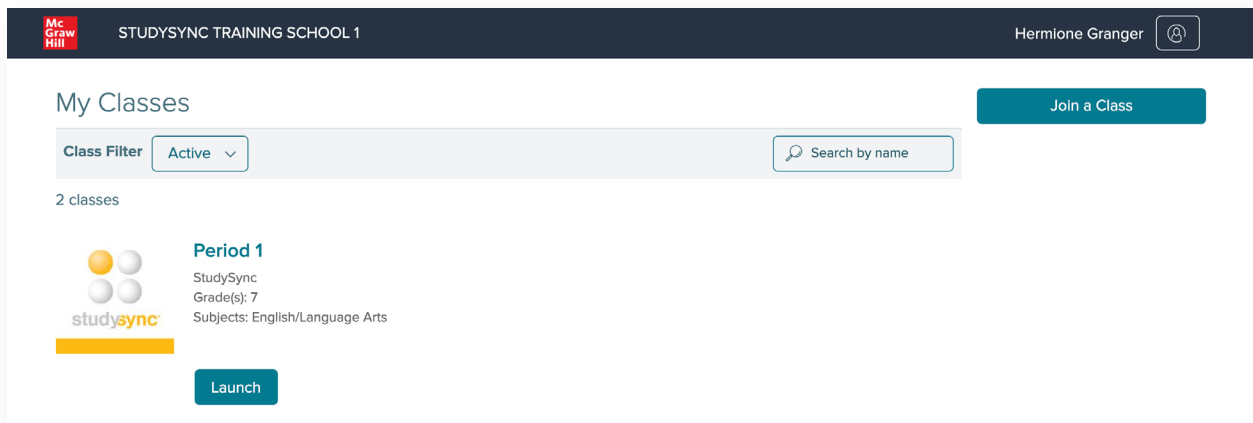 Mc
Graw
Hill
STUDYSYNC TRAINING SCHOOL 1
Hermione Granger
My Classes
Join a Class
Class Filter
Active
Search by name
2 classes
Period 1
StudySync
Grade(s): 7
Subjects: English/Language Arts
studysync
Launch